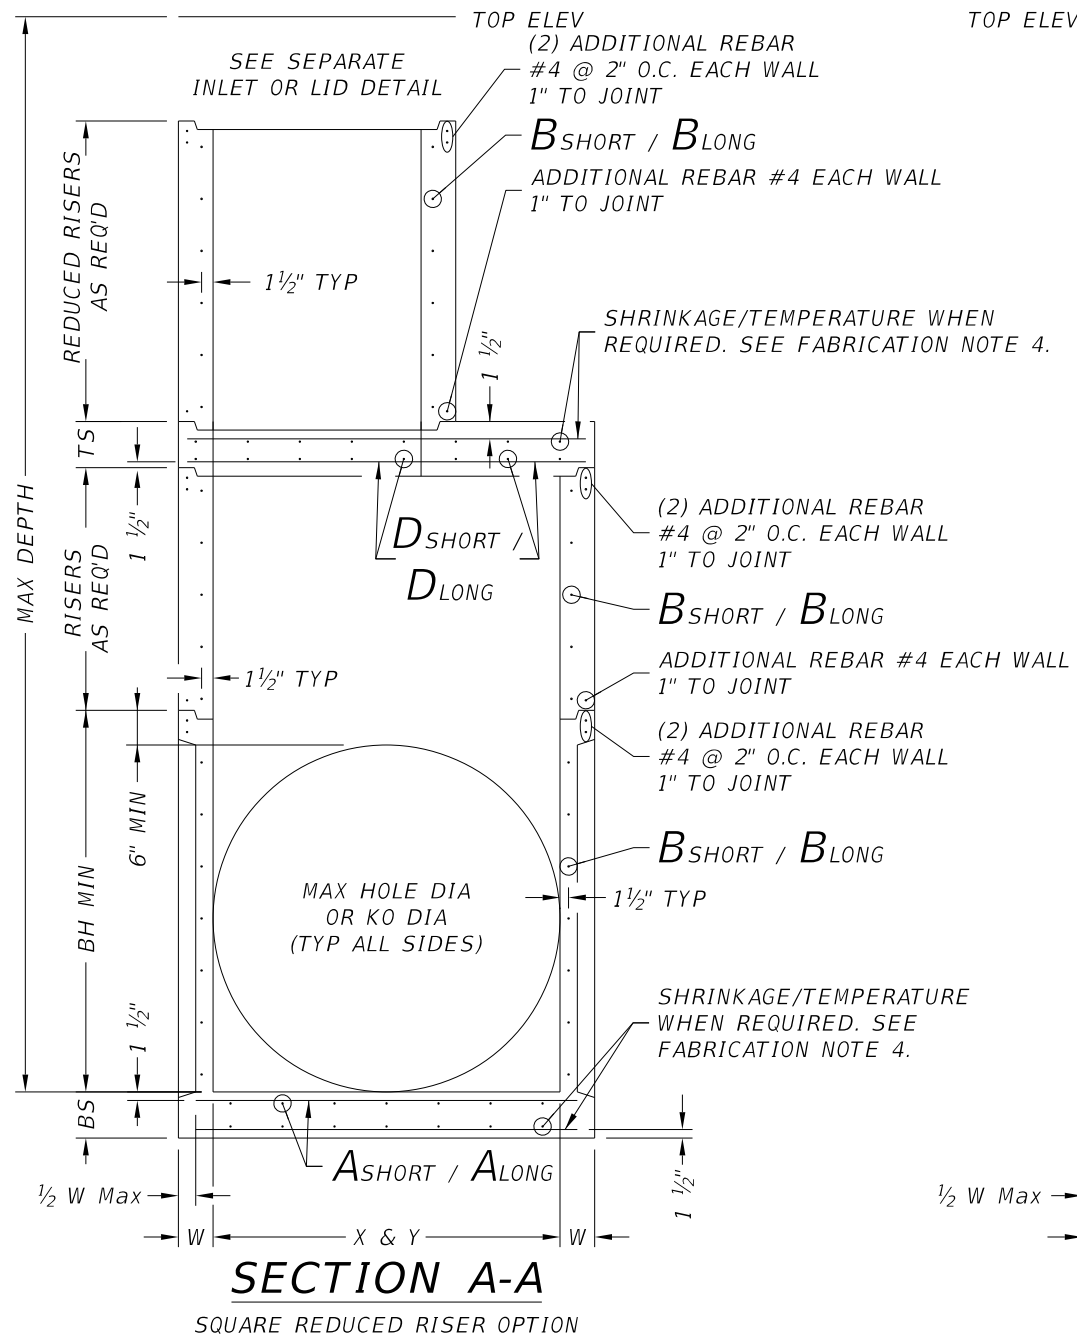 TOP ELEV
TOP ELEV
(2) ADDITIONAL REBAR
#4 @ 2" O.C. EACH WALL
1" TO JOINT
SEE SEPARATE
INLET OR LID DETAIL
BSHORT / BLONG
ADDITIONAL REBAR #4 EACH WALL
1" TO JOINT
REDUCED RISERS
AS REQ'D
1½" TYP
SHRINKAGE/TEMPERATURE WHEN
REQUIRED. SEE FABRICATION NOTE 4.
1 ½"
TS
MAX DEPTH
1 ½"
RISERS
AS REQ'D
DSHORT /
DLONG
(2) ADDITIONAL REBAR
#4 @ 2" O.C. EACH WALL
1" TO JOINT
BSHORT / BLONG
ADDITIONAL REBAR #4 EACH WALL
1" TO JOINT
1½" TYP
(2) ADDITIONAL REBAR
#4 @ 2" O.C. EACH WALL
1" TO JOINT
6" MIN
BH MIN
BSHORT / BLONG
MAX HOLE DIA
OR KO DIA
(TYP ALL SIDES)
1½" TYP
SHRINKAGE/TEMPERATURE
WHEN REQUIRED. SEE
FABRICATION NOTE 4.
1 ½"
BS
ASHORT / ALONG
1 ½"
½ W Max
½ W Max
W
X & Y
W
SECTION A-A
SQUARE REDUCED RISER OPTION